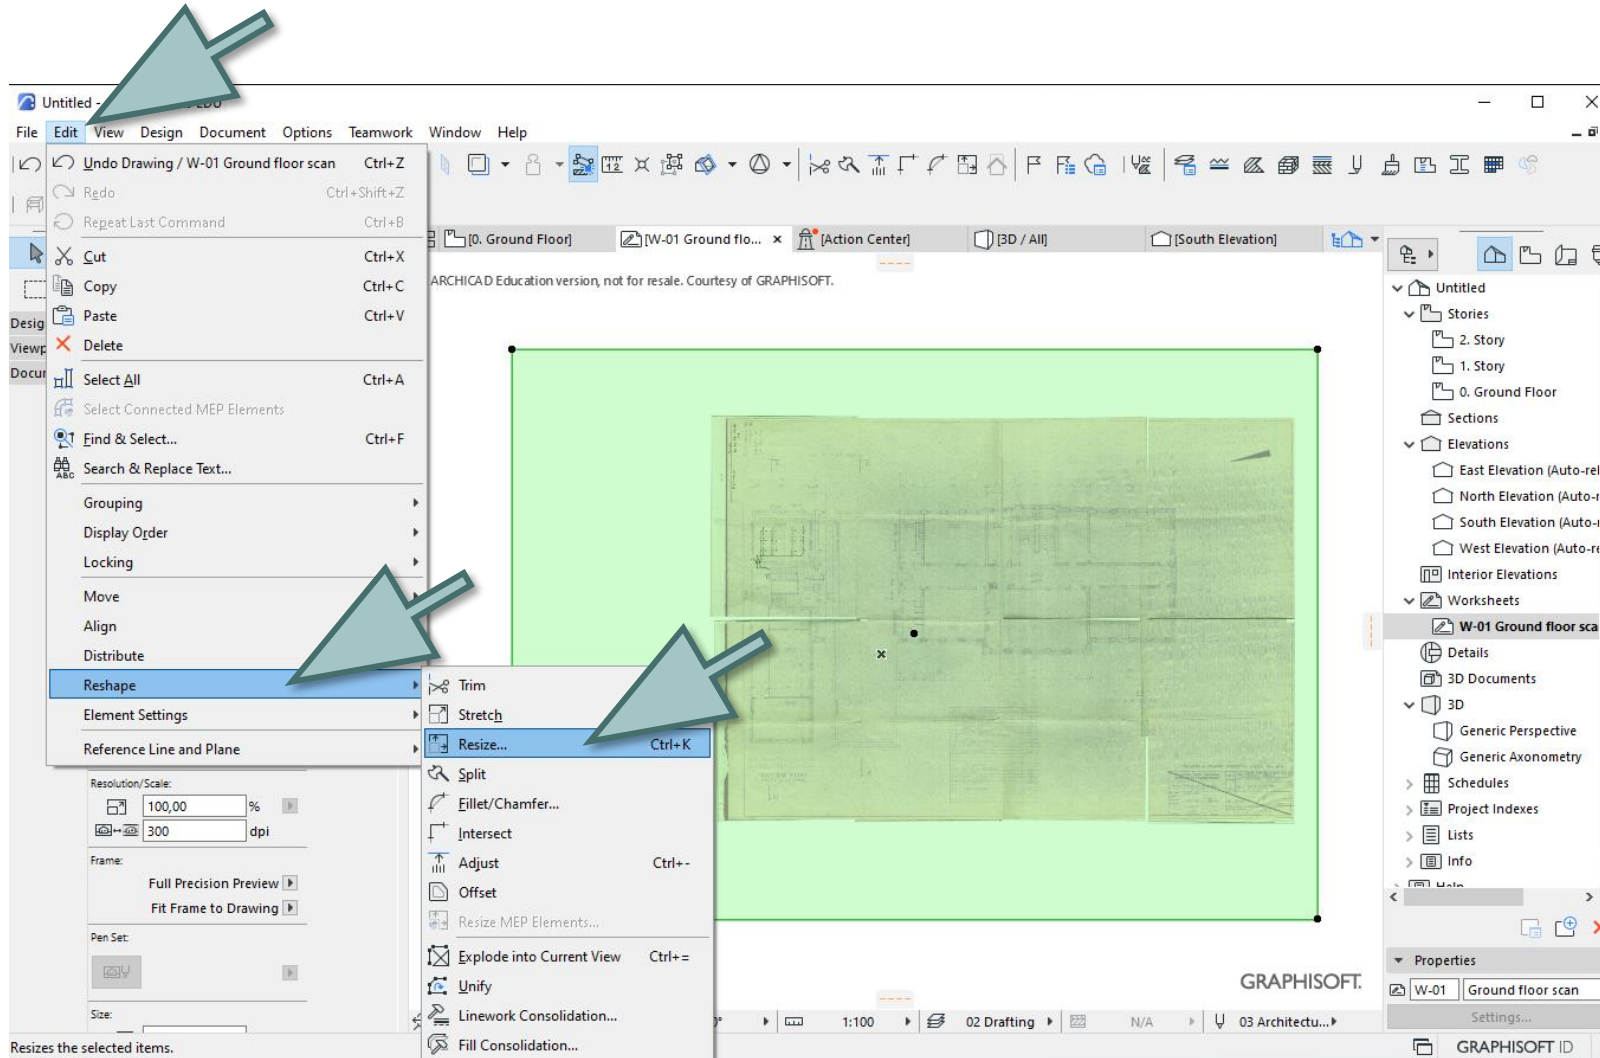 Untitled -
File Edit View Design Document Options Teamwork Window Help
Undo Drawing / W-01 Ground floor scan Ctrl+Z
Redo Ctrl+Shift+Z
Repeat Last Command Ctrl+B
Cut Ctrl+X
Copy Ctrl+C
Paste Ctrl+V
Delete
Select All Ctrl+A
Select Connected MEP Elements
Find & Select... Ctrl+F
Search & Replace Text...
Grouping
Display Order
Locking
Move
Align
Distribute
Reshape
Element Settings
Reference Line and Plane
Desig
Viewp
Docur
Trim
Stretch
Resize... Ctrl+K
Split
Fillet/Chamfer...
Intersect
Adjust Ctrl+-
Offset
Resize MEP Elements...
Explode into Current View Ctrl+=
Unify
Linework Consolidation...
Fill Consolidation...
Resolution/Scale:
100,00 %
300 dpi
Frame:
Full Precision Preview
Fit Frame to Drawing
Pen Set:
Size:
Resizes the selected items.
[0. Ground Floor] [W-01 Ground flo... [Action Center] [3D / All] [South Elevation]
ARCHICAD Education version, not for resale. Courtesy of GRAPHISOFT.
GRAPHISOFT.
1:100 02 Drafting N/A 03 Architectu...
Untitled
Stories
2. Story
1. Story
0. Ground Floor
Sections
Elevations
East Elevation (Auto-rel
North Elevation (Auto-r
South Elevation (Auto-r
West Elevation (Auto-re
Interior Elevations
Worksheets
W-01 Ground floor sca
Details
3D Documents
3D
Generic Perspective
Generic Axonometry
Schedules
Project Indexes
Lists
Info
Help
Properties
W-01 Ground floor scan
Settings...
GRAPHISOFT ID